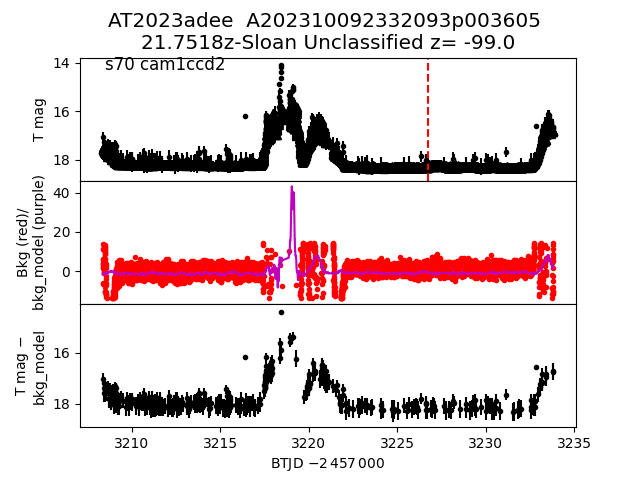 AT2023adee  A202310092332093p003605
21.7518z-Sloan Unclassified z= -99.0
s70 cam1ccd2
T mag
14
16
18
Bkg (red)/
bkg_model (purple)
40
20
0
T mag −
bkg_model
16
18
3210 3215 3220 3225 3230 3235
BTJD −2 457 000